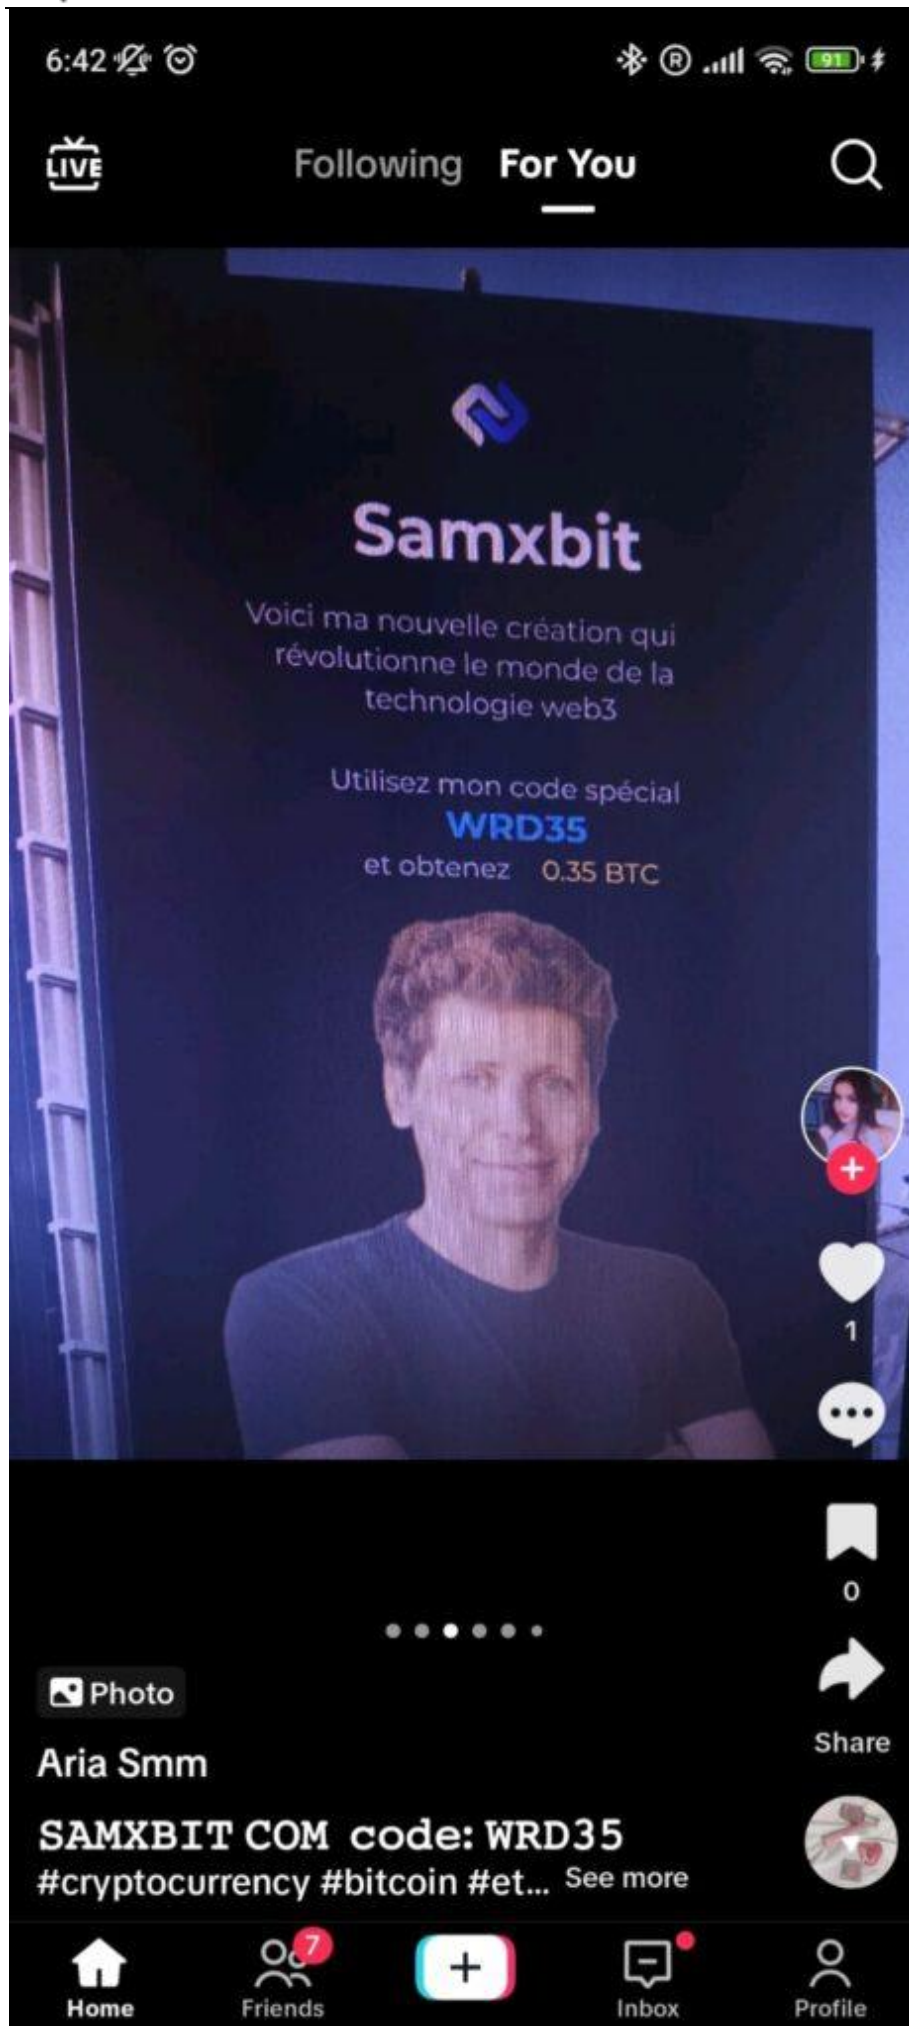 6:42
91
LIVE
Following For You
Samxbit
Voici ma nouvelle création qui
révolutionne le monde de la
technologie web3
Utilisez mon code spécial
WRD35
et obtenez 0.35 BTC
1
0
Photo
Share
Aria Smm
SAMXBIT COM code: WRD35
#cryptocurrency #bitcoin #et... See more
7
Home Friends Inbox Profile